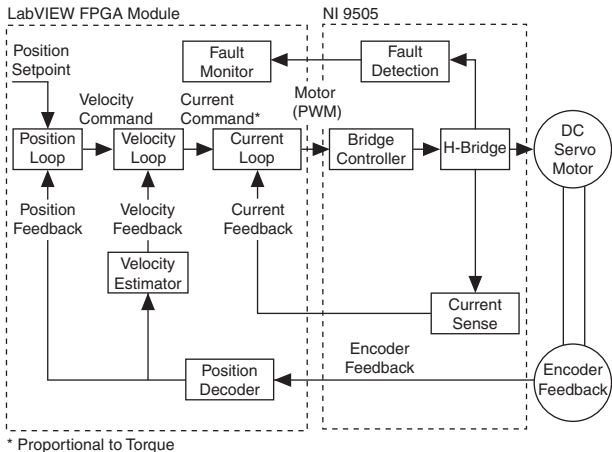 LabVIEW FPGA Module
NI 9505
Position
Setpoint
Fault
Monitor
Fault
Detection
Velocity
Command
Current
Command*
Motor
(PWM)
Position
Loop
Velocity
Loop
Current
Loop
Bridge
Controller
H-Bridge
DC
Servo
Motor
Position
Feedback
Velocity
Feedback
Current
Feedback
Velocity
Estimator
Current
Sense
Position
Decoder
Encoder
Feedback
Encoder
Feedback
* Proportional to Torque